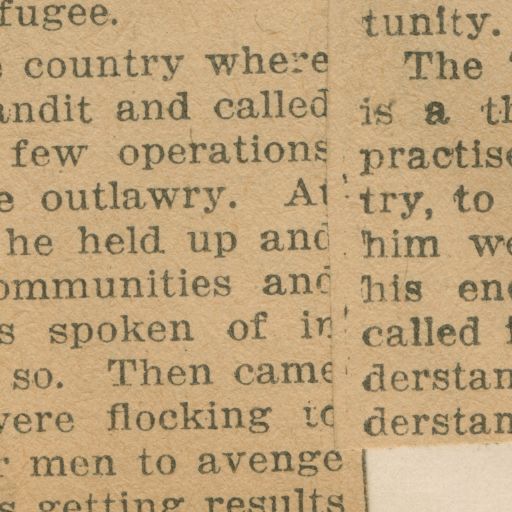 fugee.
country where
andit and called
few operations
e outlawry. At
he held up and
ommunities and
s spoken of in
so. Then came
vere flocking to
r men to avenge
s getting results
tunity.
The
is a th
practise
try, to
him we
his ene
called f
derstan
derstan